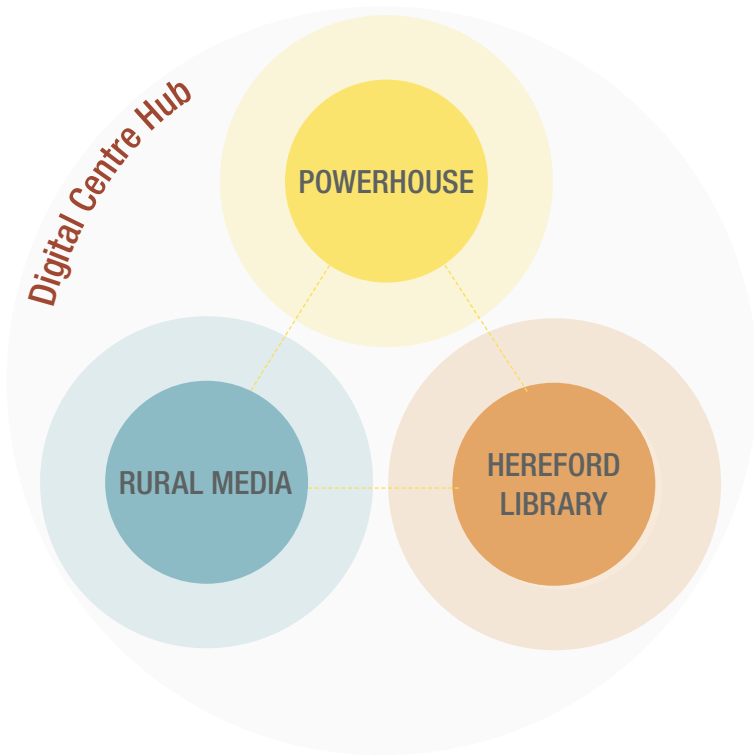 Digital Centre Hub
POWERHOUSE
RURAL MEDIA
HEREFORD
LIBRARY